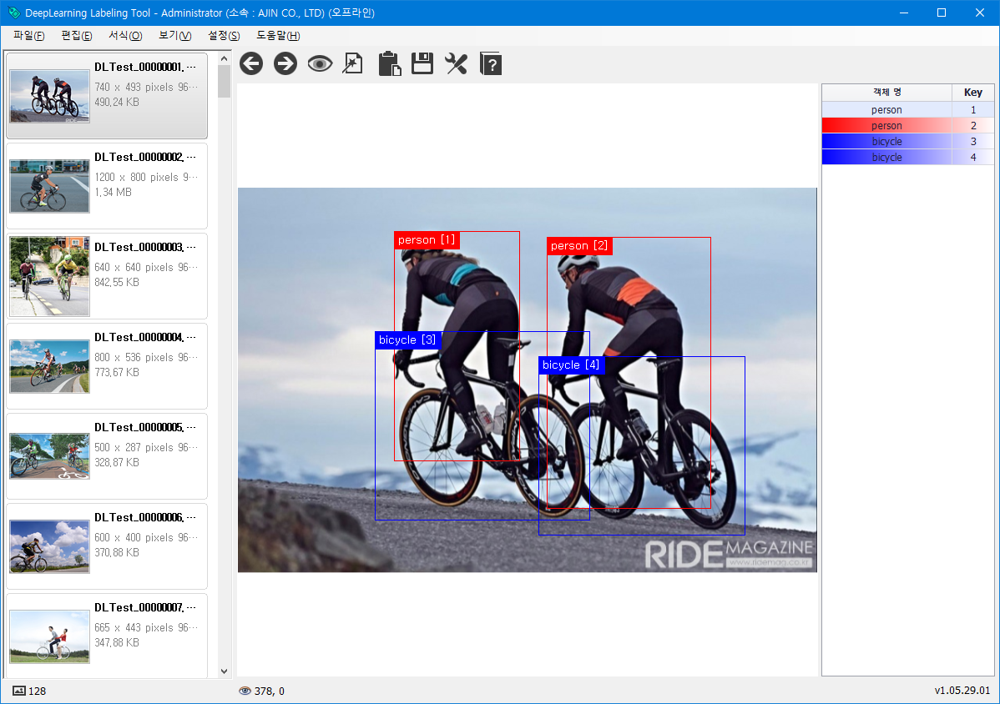 DeepLearning Labeling Tool - Administrator (소속 : AJIN CO., LTD) (오프라인)
파일(F) 편집(E) 서식(O) 보기(V) 설정(S) 도움말(H)
DLTest_00000001.…
740 x 493 pixels 96…
490.24 KB
DLTest_00000002.…
1200 x 800 pixels 9…
1.34 MB
DLTest_00000003.…
640 x 640 pixels 96…
842.55 KB
DLTest_00000004.…
800 x 536 pixels 96…
773.67 KB
DLTest_00000005.…
500 x 287 pixels 96…
328.87 KB
DLTest_00000006.…
600 x 400 pixels 96…
370.88 KB
DLTest_00000007.…
665 x 443 pixels 96…
347.88 KB
person [1]
person [2]
bicycle [3]
bicycle [4]
RIDE MAGAZINE
www.ridemag.co.kr
객체 명 Key
person 1
person 2
bicycle 3
bicycle 4
128
378, 0
v1.05.29.01